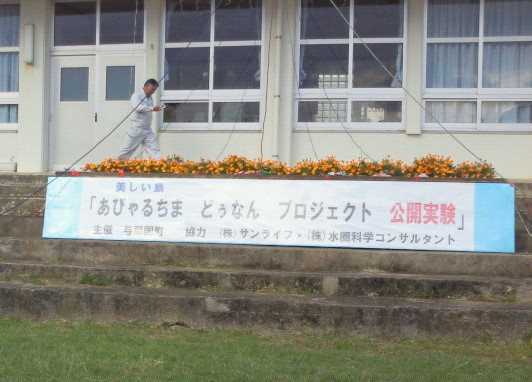 美しい島
「あびゃるちま どぅなん プロジェクト 公開実験」
主催 与那国町 協力 (株)サンライフ・(株)水圏科学コンサルタント